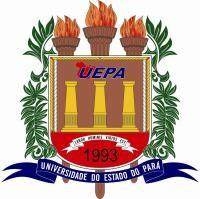 UEPA
1993
UNIVERSIDADE DO ESTADO DO PARÁ